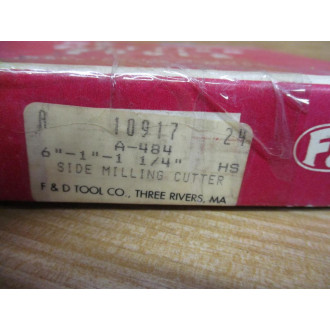 A 10917 24
A-484
6"-1"-1 1/4" HS
SIDE MILLING CUTTER
F & D TOOL CO., THREE RIVERS, MA